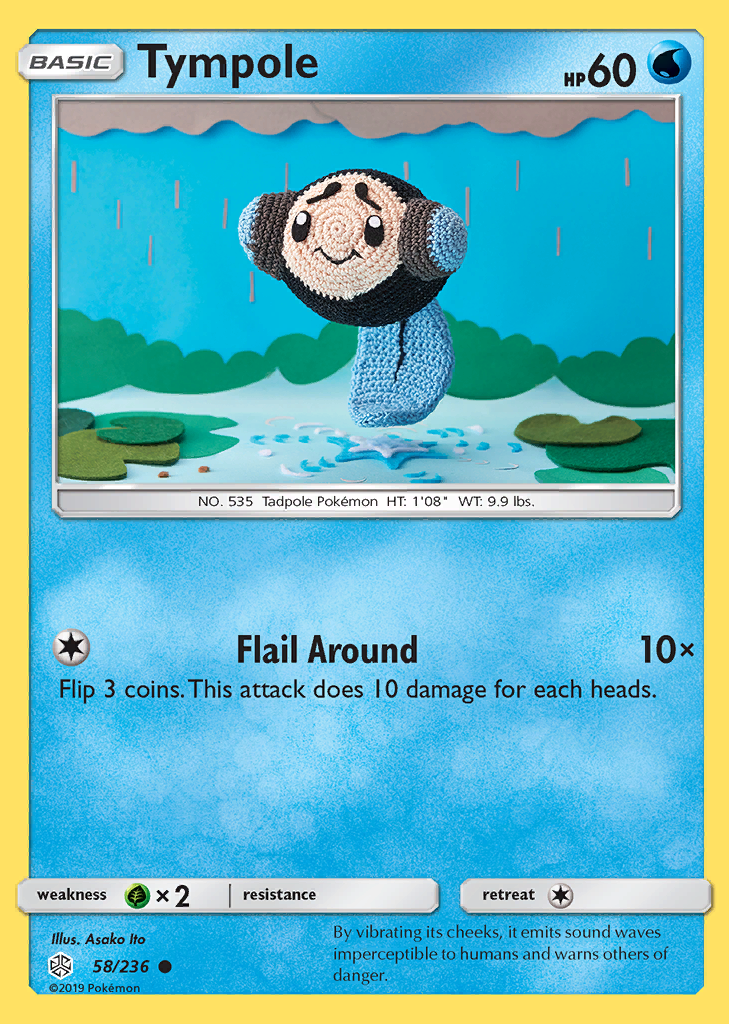 BASIC Tympole HP60
NO. 535 Tadpole Pokémon HT: 1'08" WT: 9.9 lbs.
Flail Around 10×
Flip 3 coins. This attack does 10 damage for each heads.
weakness ×2 resistance retreat
Illus. Asako Ito
58/236
©2019 Pokémon
By vibrating its cheeks, it emits sound waves
imperceptible to humans and warns others of
danger.